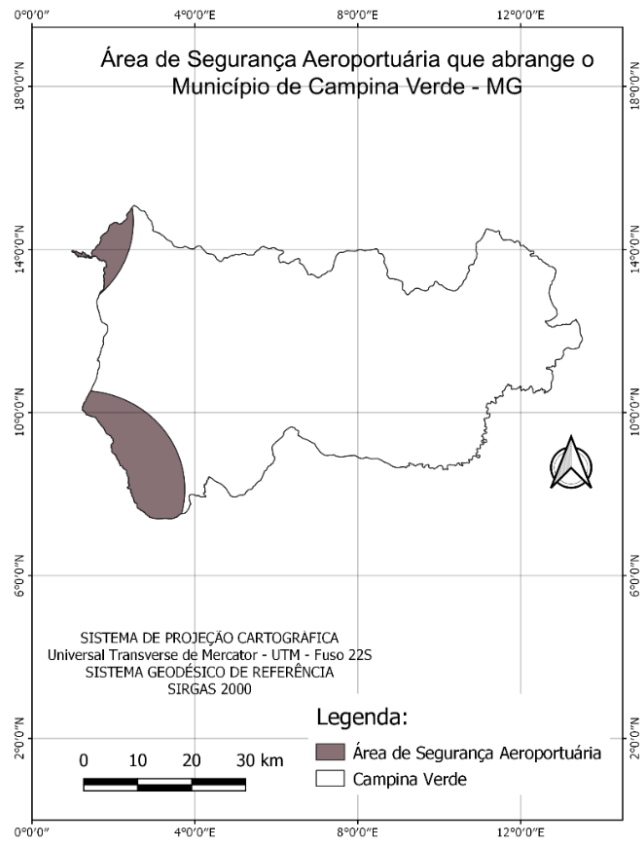 0°0'0"E 4°0'0"E 8°0'0"E 12°0'0"E
Área de Segurança Aeroportuária que abrange o
Município de Campina Verde - MG
18°0'0"N 18°0'0"N
14°0'0"N 14°0'0"N
10°0'0"N 10°0'0"N
6°0'0"N 6°0'0"N
SISTEMA DE PROJEÇÃO CARTOGRÁFICA
Universal Transverse de Mercator - UTM - Fuso 22S
SISTEMA GEODÉSICO DE REFERÊNCIA
SIRGAS 2000
Legenda:
2°0'0"N 2°0'0"N
Área de Segurança Aeroportuária
0 10 20 30 km
Campina Verde
0°0'0"E 4°0'0"E 8°0'0"E 12°0'0"E